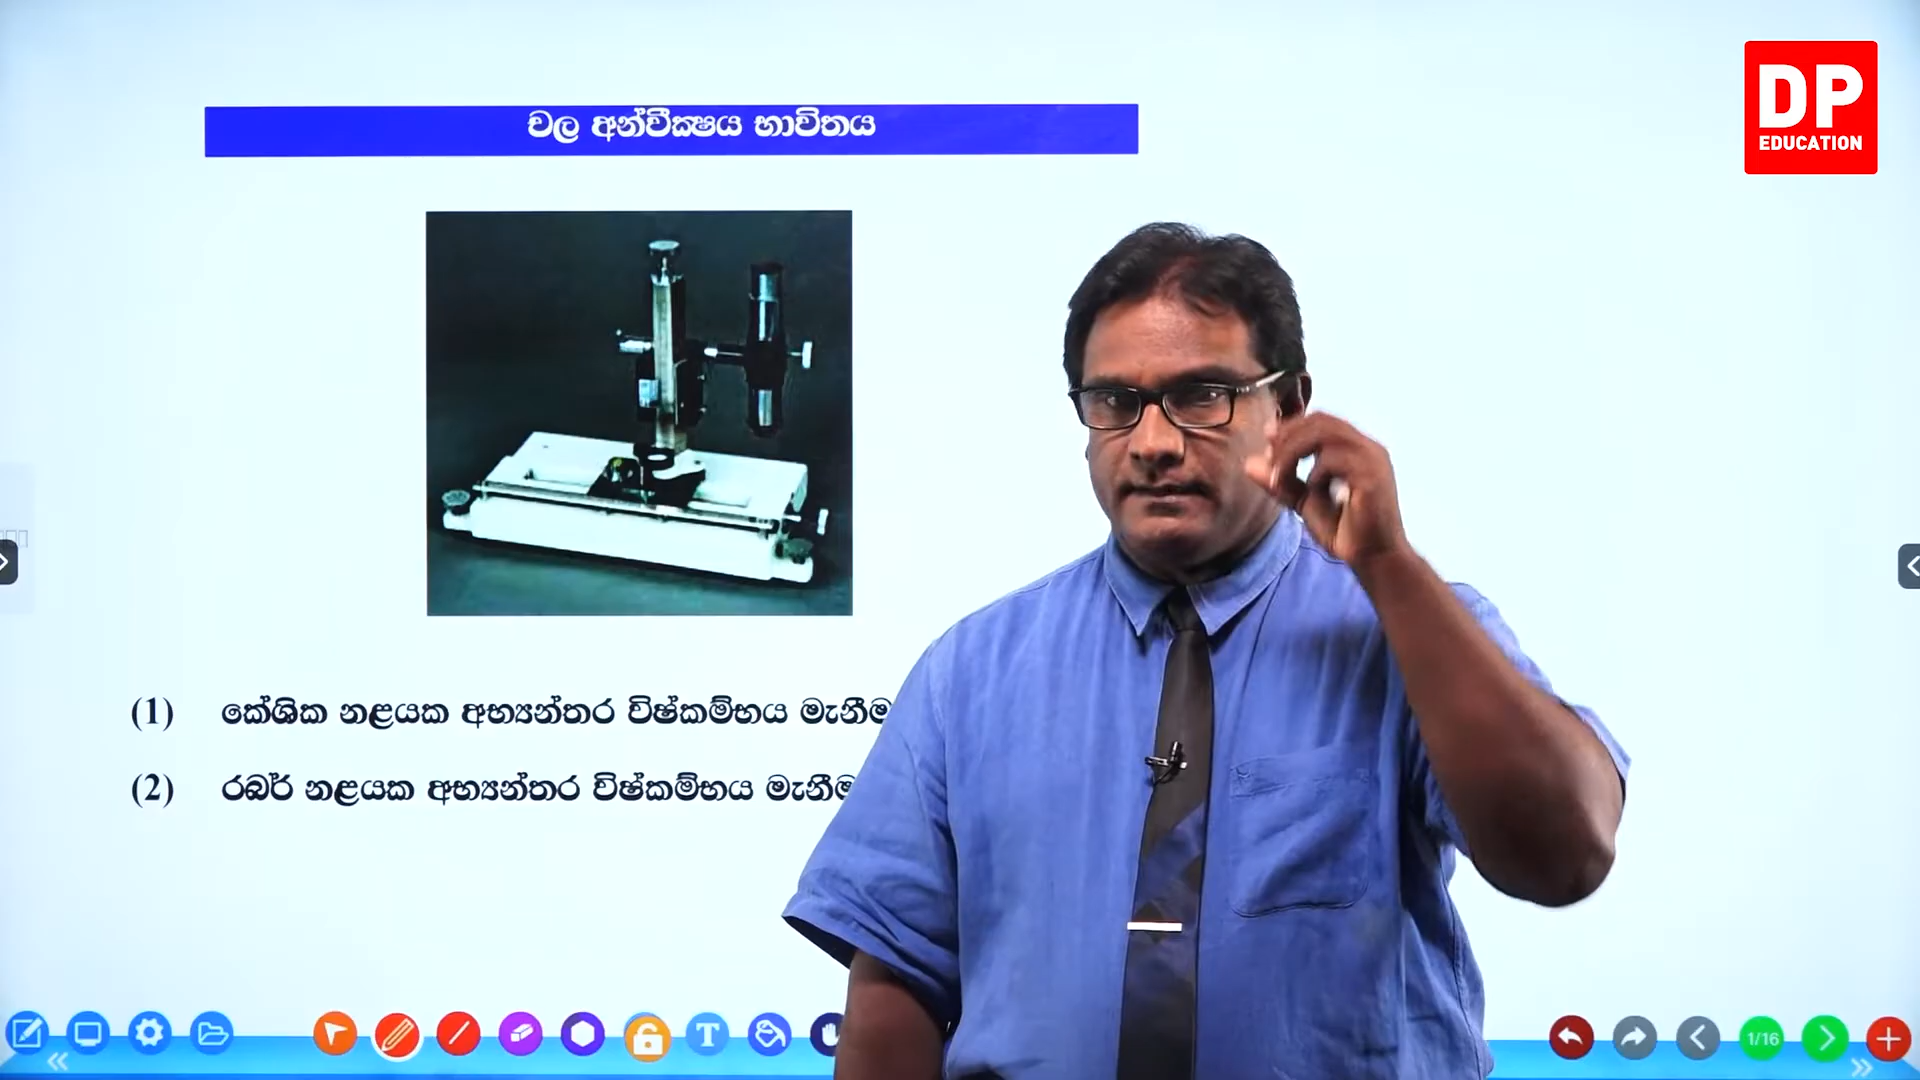 DP
EDUCATION
චල අන්වීක්ෂය භාවිතය
(1) කේශික නළයක අභ්‍යන්තර විෂ්කම්භය
(2) රබර් නළයක අභ්‍යන්තර විෂ්කම්භය
T
1/16